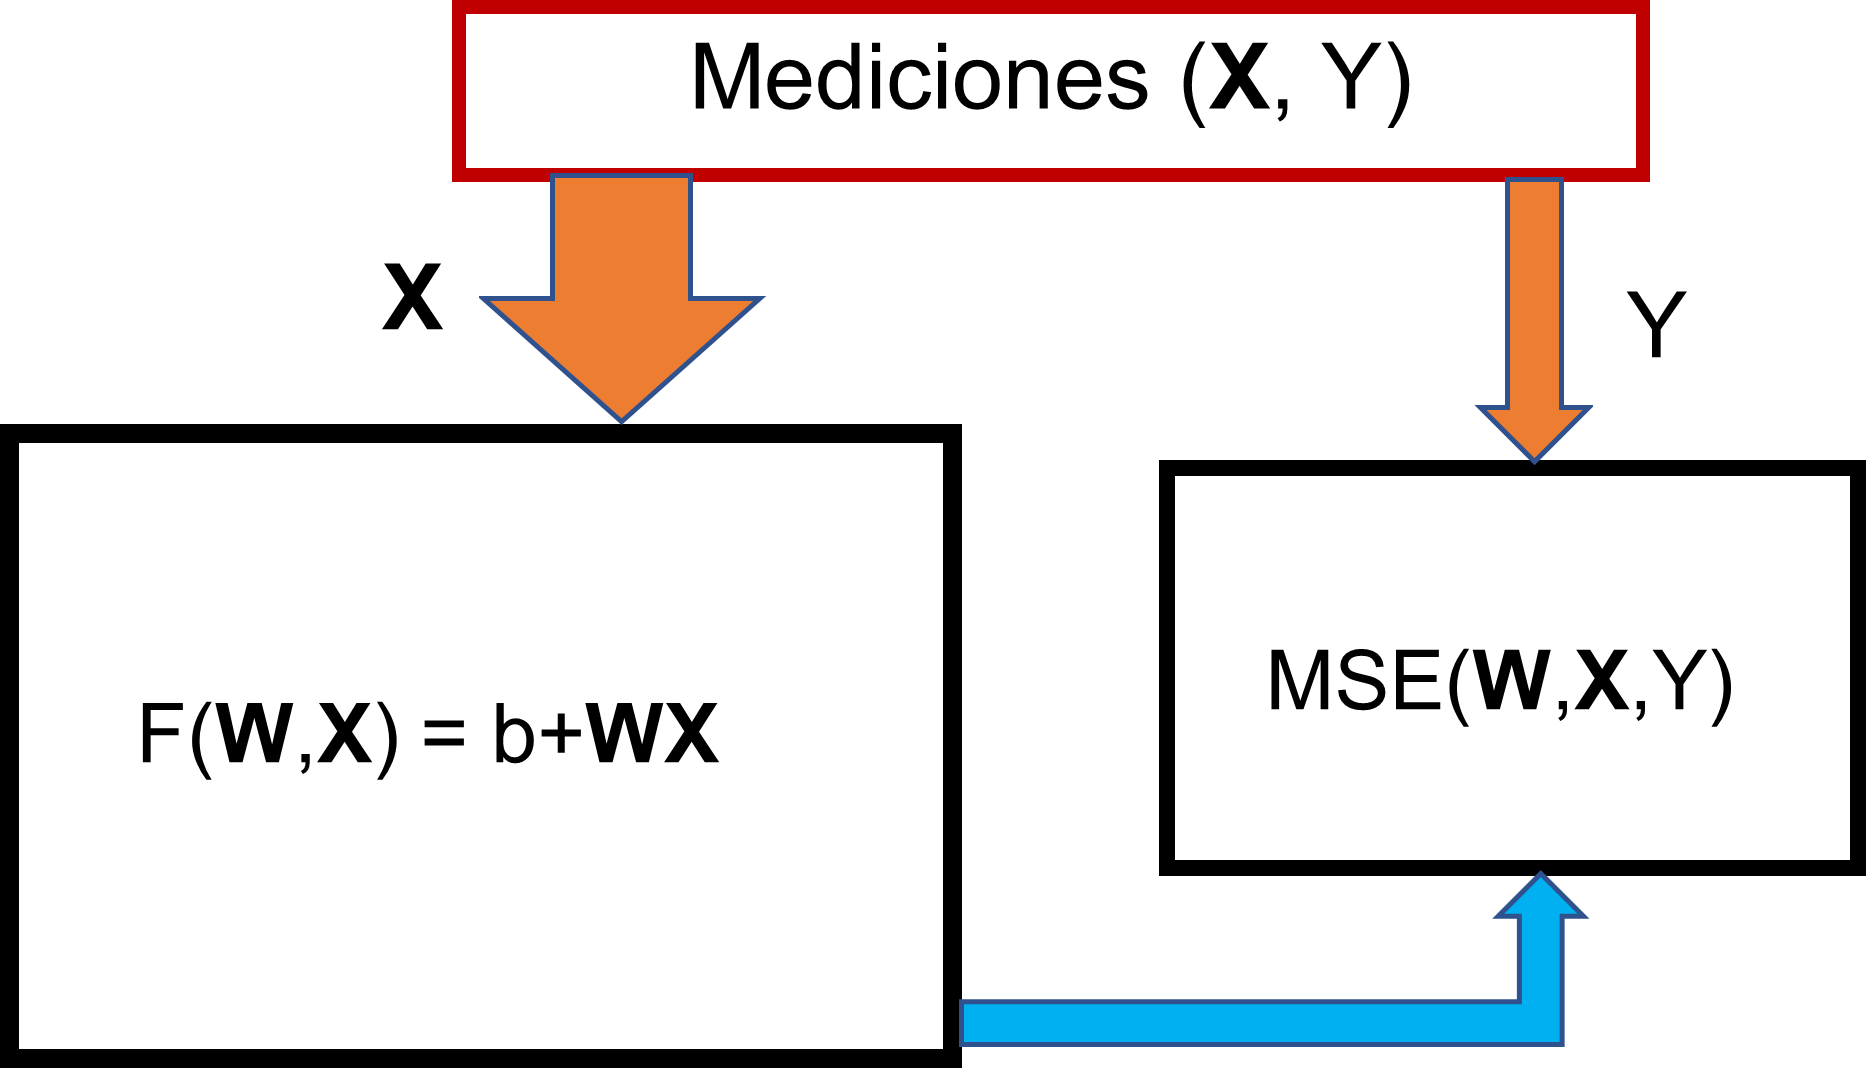 Mediciones (X, Y)
X
Y
F(W,X) = b+WX
MSE(W,X,Y)